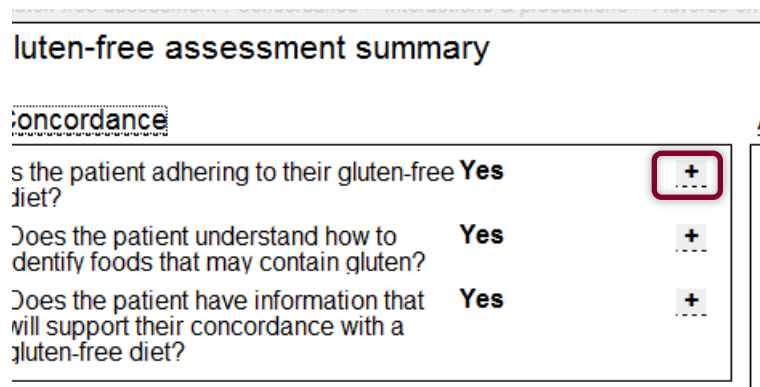 luten-free assessment summary
oncordance
s the patient adhering to their gluten-free Yes +
diet?
Does the patient understand how to Yes +
dentify foods that may contain gluten?
Does the patient have information that Yes +
will support their concordance with a
gluten-free diet?